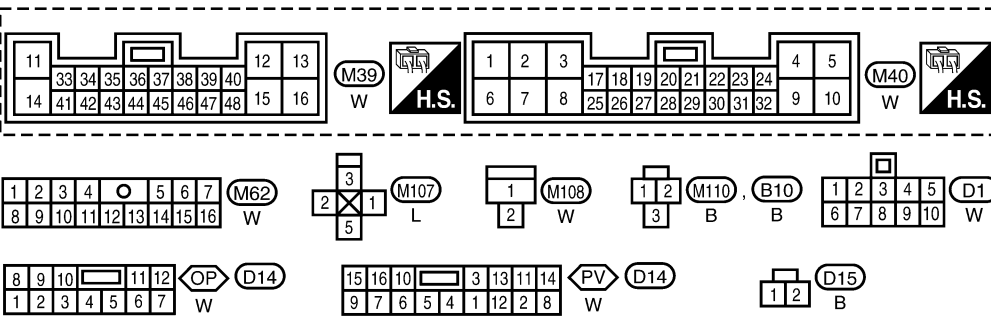 11 12 13
33 34 35 36 37 38 39 40
14 41 42 43 44 45 46 47 48 15 16
M39
W
H.S.
1 2 3 4 5
17 18 19 20 21 22 23 24
6 7 8 25 26 27 28 29 30 31 32 9 10
M40
W
H.S.
1 2 3 4 5 6 7
8 9 10 11 12 13 14 15 16
M62
W
3
2 1
5
M107
L
1
2
M108
W
1 2
3
M110 , B10
B B
1 2 3 4 5
6 7 8 9 10
D1
W
8 9 10 11 12
1 2 3 4 5 6 7
OP D14
W
15 16 10 3 13 11 14
9 7 6 5 4 1 12 2 8
PV D14
W
1 2
D15
B